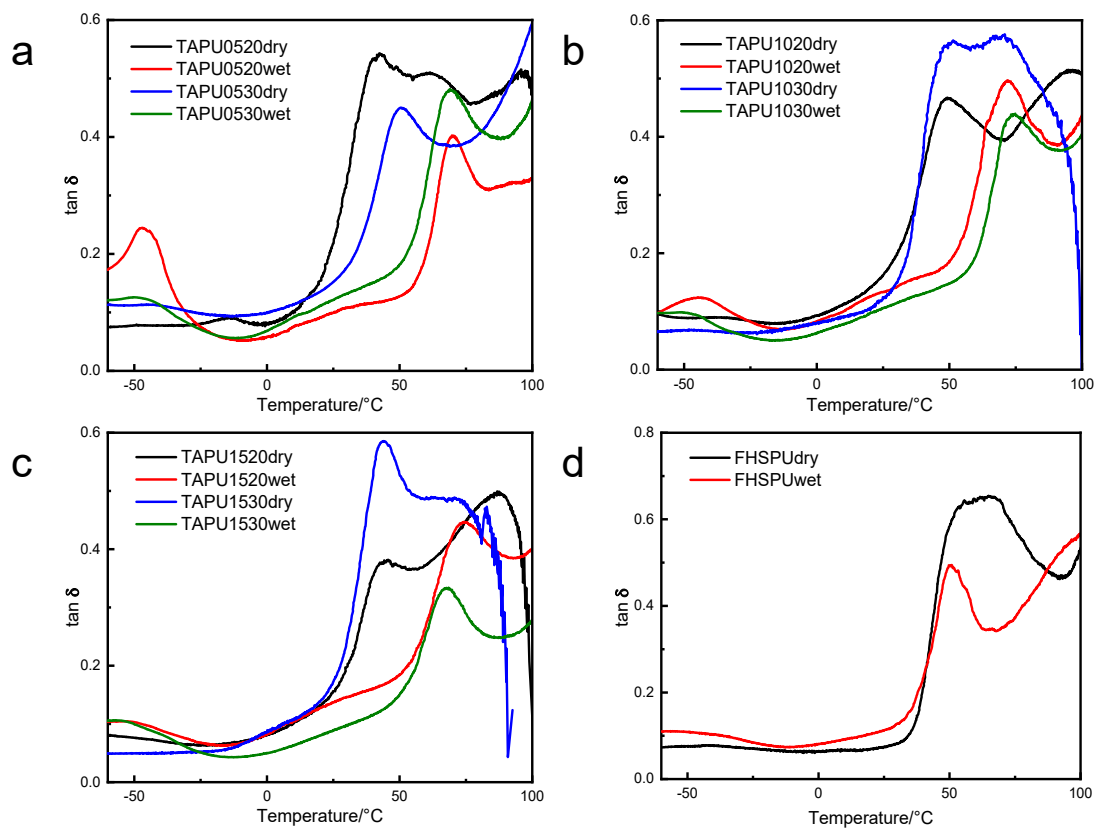 a
TAPU0520dry
TAPU0520wet
TAPU0530dry
TAPU0530wet
tan δ
0.6
0.4
0.2
0.0
-50
0
50
100
Temperature/°C
b
TAPU1020dry
TAPU1020wet
TAPU1030dry
TAPU1030wet
tan δ
0.6
0.4
0.2
0.0
-50
0
50
100
Temperature/°C
c
TAPU1520dry
TAPU1520wet
TAPU1530dry
TAPU1530wet
tan δ
0.6
0.4
0.2
0.0
-50
0
50
100
Temperature/°C
d
FHSPUdry
FHSPUwet
tan δ
0.8
0.6
0.4
0.2
0.0
-50
-25
0
25
50
75
100
Temperature/°C